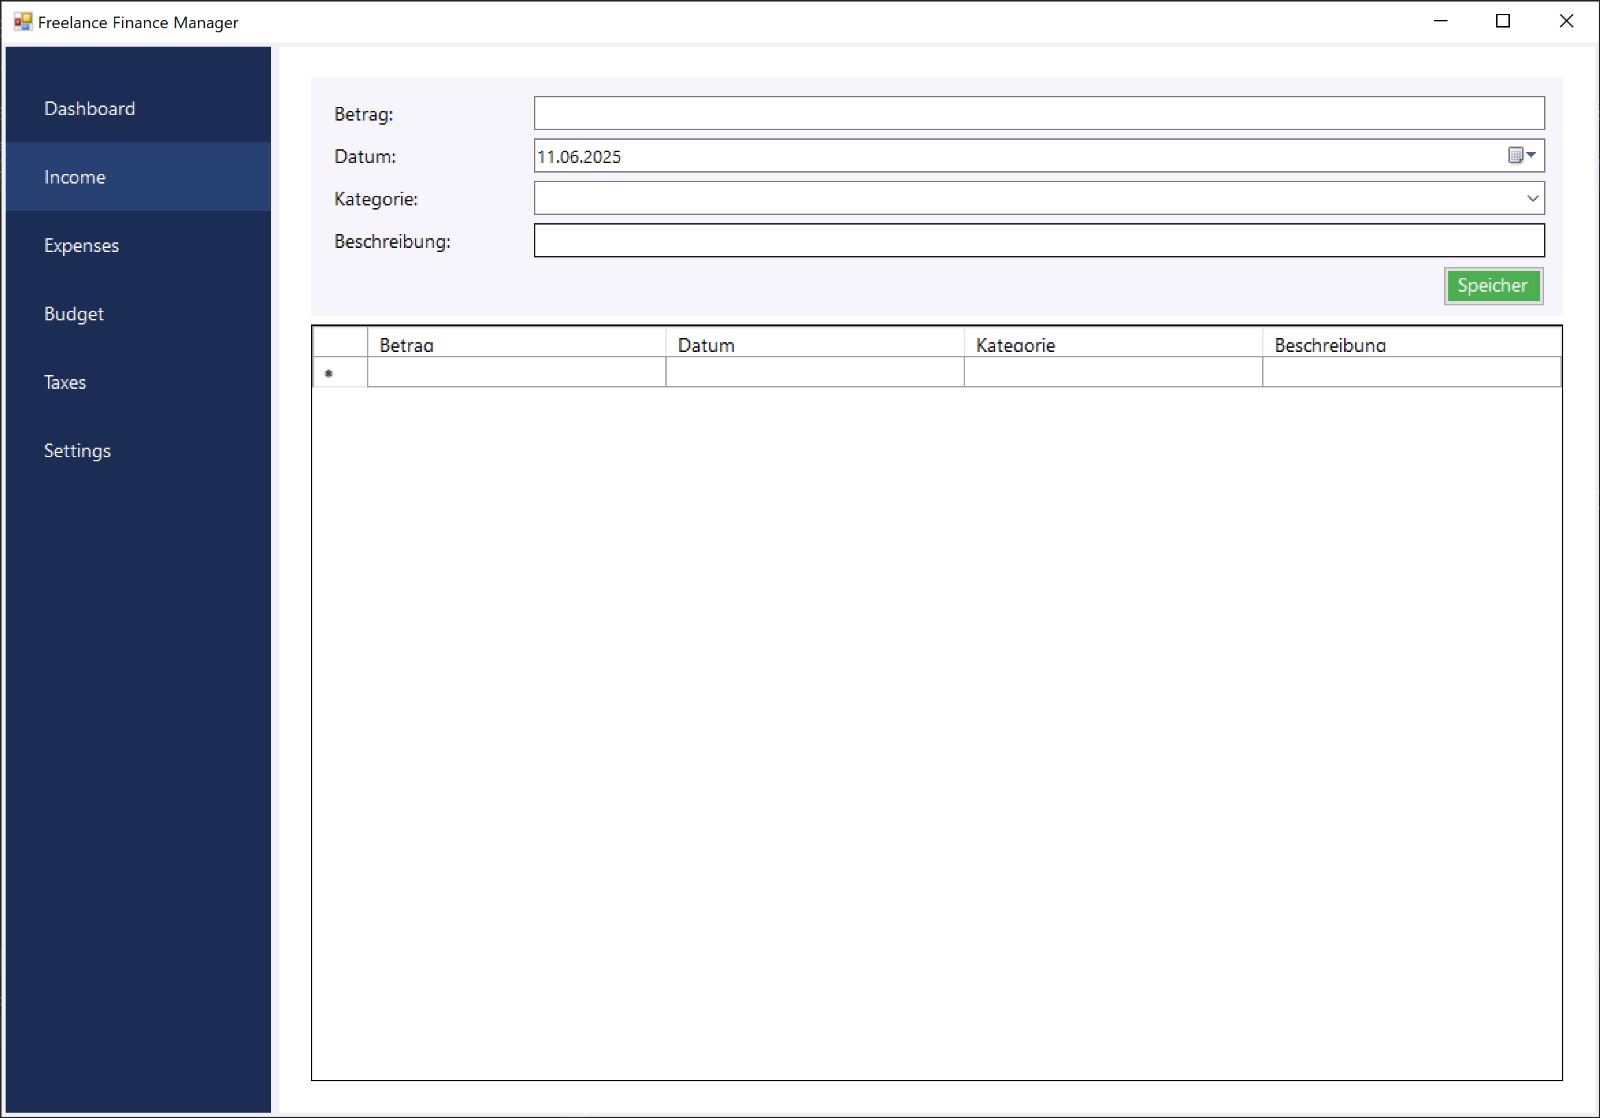 Freelance Finance Manager
Dashboard
Income
Expenses
Budget
Taxes
Settings
Betrag:
Datum: 11.06.2025
Kategorie:
Beschreibung:
Speicher
Betrag Datum Kategorie Beschreibung